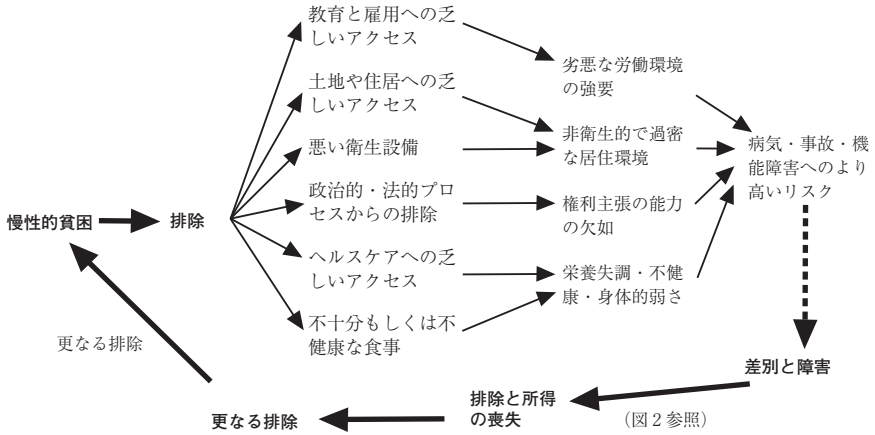 教育と雇用への乏
しいアクセス
土地や住居への乏
しいアクセス
悪い衛生設備
政治的・法的プロ
セスからの排除
ヘルスケアへの乏
しいアクセス
不十分もしくは不
健康な食事
慢性的貧困
排除
劣悪な労働環境
の強要
非衛生的で過密
な居住環境
権利主張の能力
の欠如
栄養失調・不健
康・身体的弱さ
病気・事故・機
能障害へのより
高いリスク
差別と障害
(図2参照)
排除と所得
の喪失
更なる排除
更なる排除